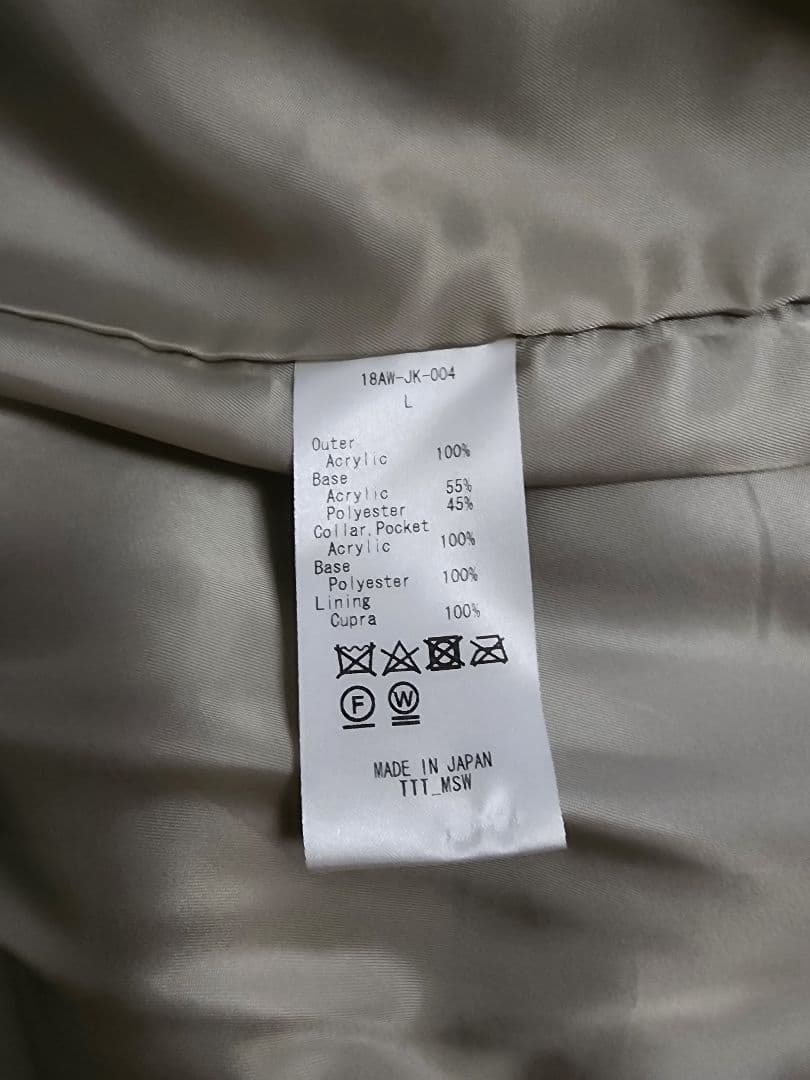 18AW-JK-004
L
Outer
Acrylic 100%
Base
Acrylic 55%
Polyester 45%
Collar.Pocket
Acrylic 100%
Base
Polyester 100%
Lining
Cupra 100%
F W
MADE IN JAPAN
TTT_MSW